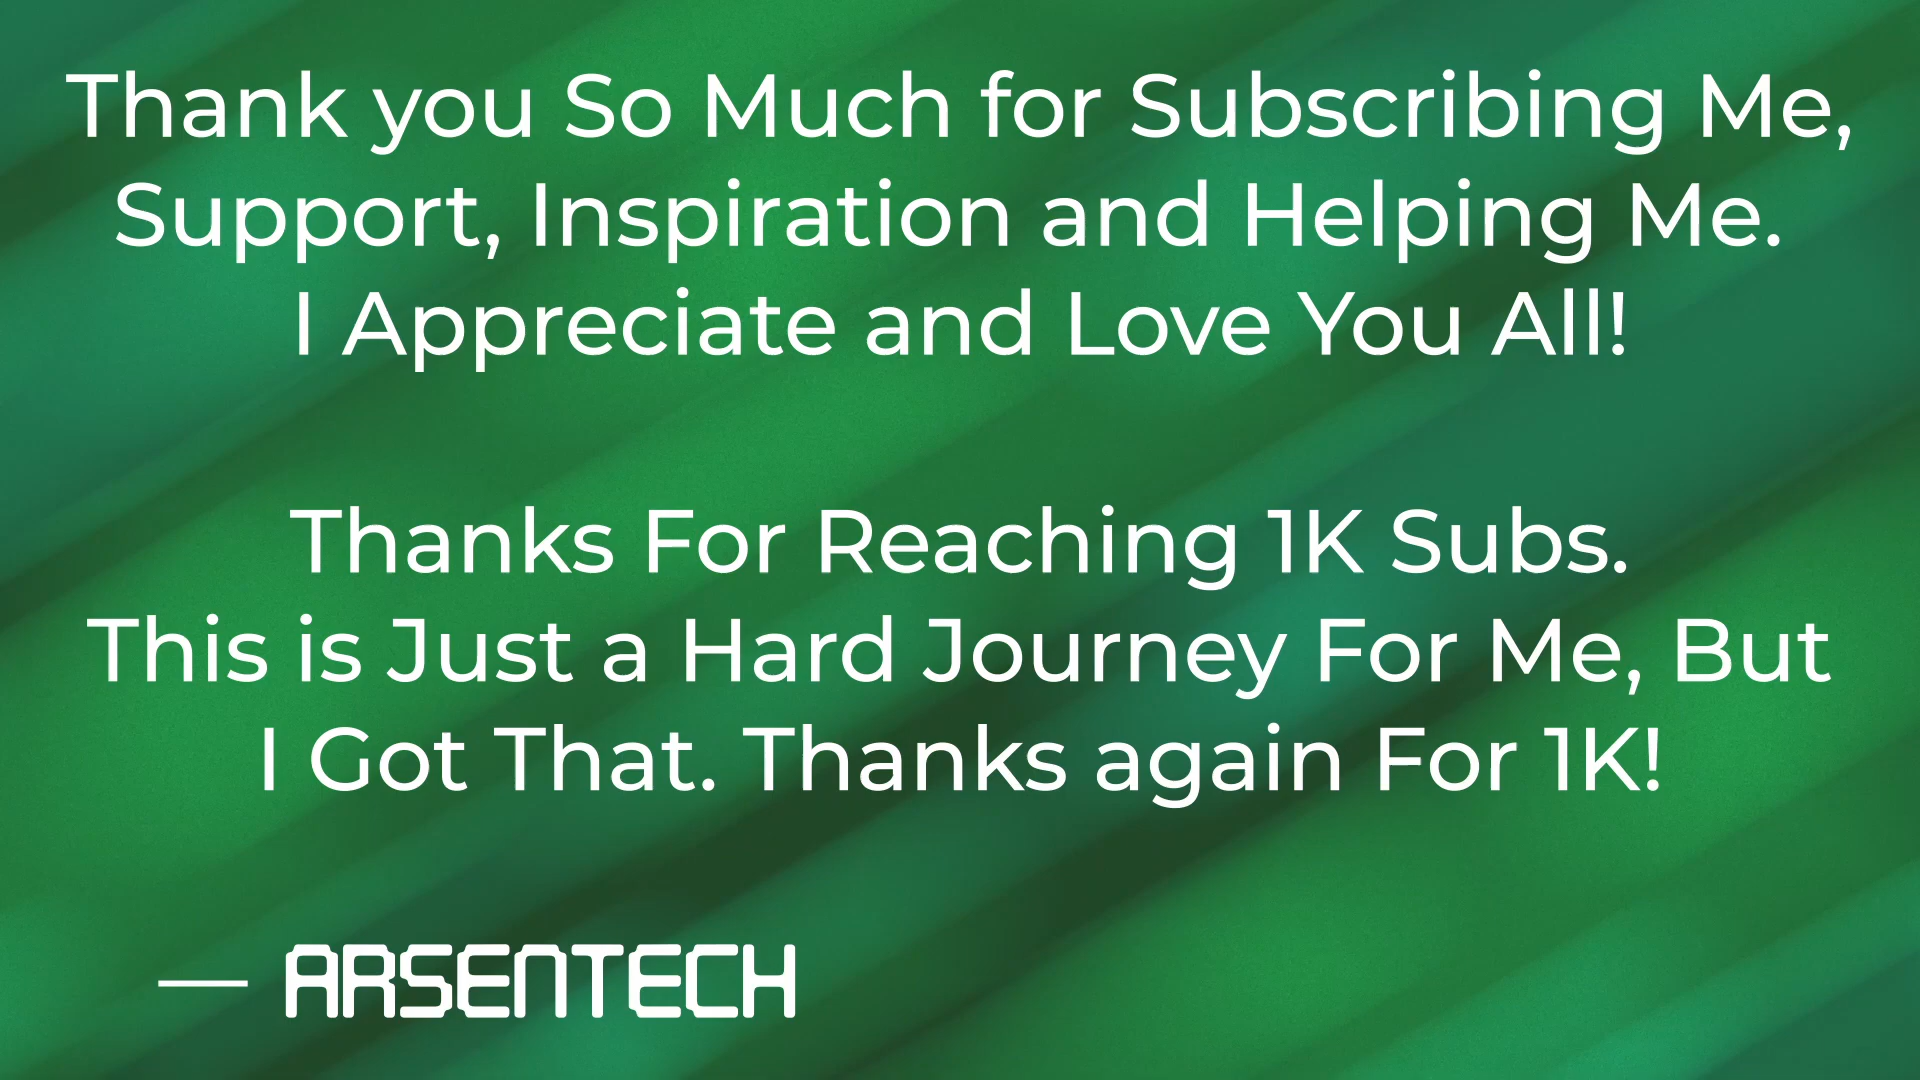 Thank you So Much for Subscribing Me,
Support, Inspiration and Helping Me.
I Appreciate and Love You All!
Thanks For Reaching 1K Subs.
This is Just a Hard Journey For Me, But
I Got That. Thanks again For 1K!
— ARSENTECH